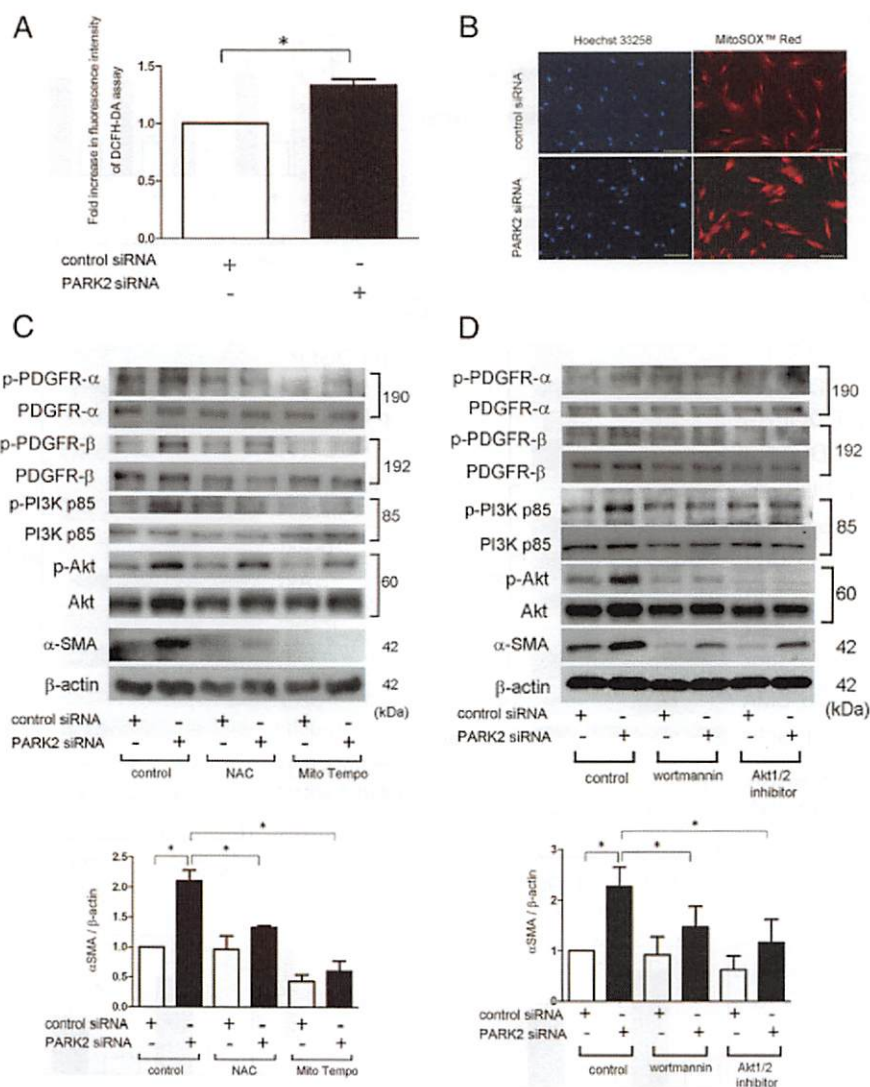 A
*
Fold increase in fluorescence intensity
of DCFH-DA assay
1.5
1.0
0.5
0.0
control siRNA + -
PARK2 siRNA - +
B
Hoechst 33258 MitoSOX™ Red
control siRNA
PARK2 siRNA
C
p-PDGFR-α
PDGFR-α
190
p-PDGFR-β
PDGFR-β
192
p-PI3K p85
PI3K p85
85
p-Akt
Akt
60
α-SMA 42
β-actin 42
(kDa)
control siRNA + - + - + -
PARK2 siRNA - + - + - +
control NAC Mito Tempo
*
* *
αSMA / β-actin
2.5
2.0
1.5
1.0
0.5
0.0
control siRNA + - + - + -
PARK2 siRNA - + - + - +
control NAC Mito Tempo
D
p-PDGFR-α
PDGFR-α
190
p-PDGFR-β
PDGFR-β
192
p-PI3K p85
PI3K p85
85
p-Akt
Akt
60
α-SMA 42
β-actin 42
(kDa)
control siRNA + - + - + -
PARK2 siRNA - + - + - +
control wortmannin Akt1/2
inhibitor
*
* *
αSMA / β-actin
3
2
1
0
control siRNA + - + - + -
PARK2 siRNA - + - + - +
control wortmannin Akt1/2
inhibitor